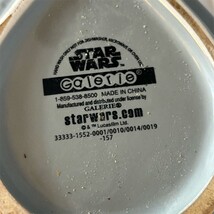 STAR
WARS
galerie
1-859-538-8500 MADE IN CHINA
Manufactured and distributed under license by
GALERIE®
starwars.com
© & ™ Lucasfilm Ltd.
33333-1552-0001/0010/0014/0019
-157